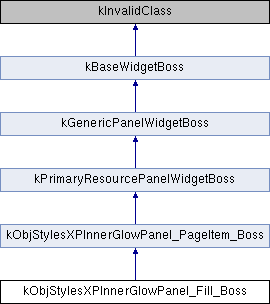 kInvalidClass
kBaseWidgetBoss
kGenericPanelWidgetBoss
kPrimaryResourcePanelWidgetBoss
kObjStylesXPInnerGlowPanel_PageItem_Boss
kObjStylesXPInnerGlowPanel_Fill_Boss